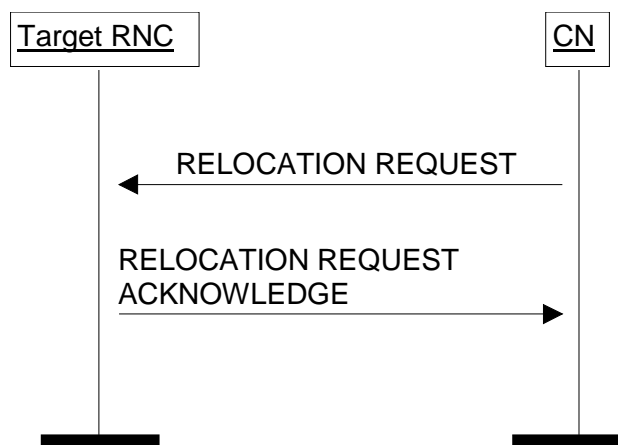 Target RNC
CN
RELOCATION REQUEST
RELOCATION REQUEST
ACKNOWLEDGE